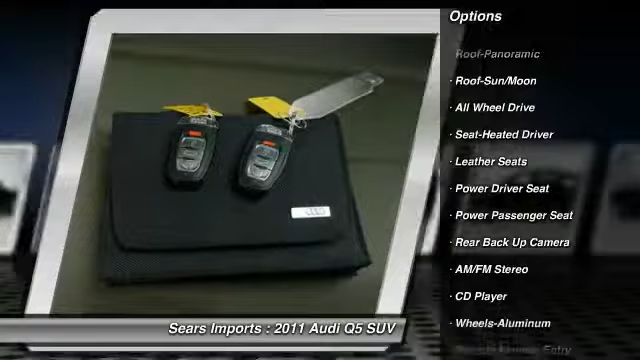 Options
· Roof-Panoramic
· Roof-Sun/Moon
· All Wheel Drive
· Seat-Heated Driver
· Leather Seats
· Power Driver Seat
· Power Passenger Seat
· Rear Back Up Camera
· AM/FM Stereo
· CD Player
· Wheels-Aluminum
Entry
Sears Imports : 2011 Audi Q5 SUV